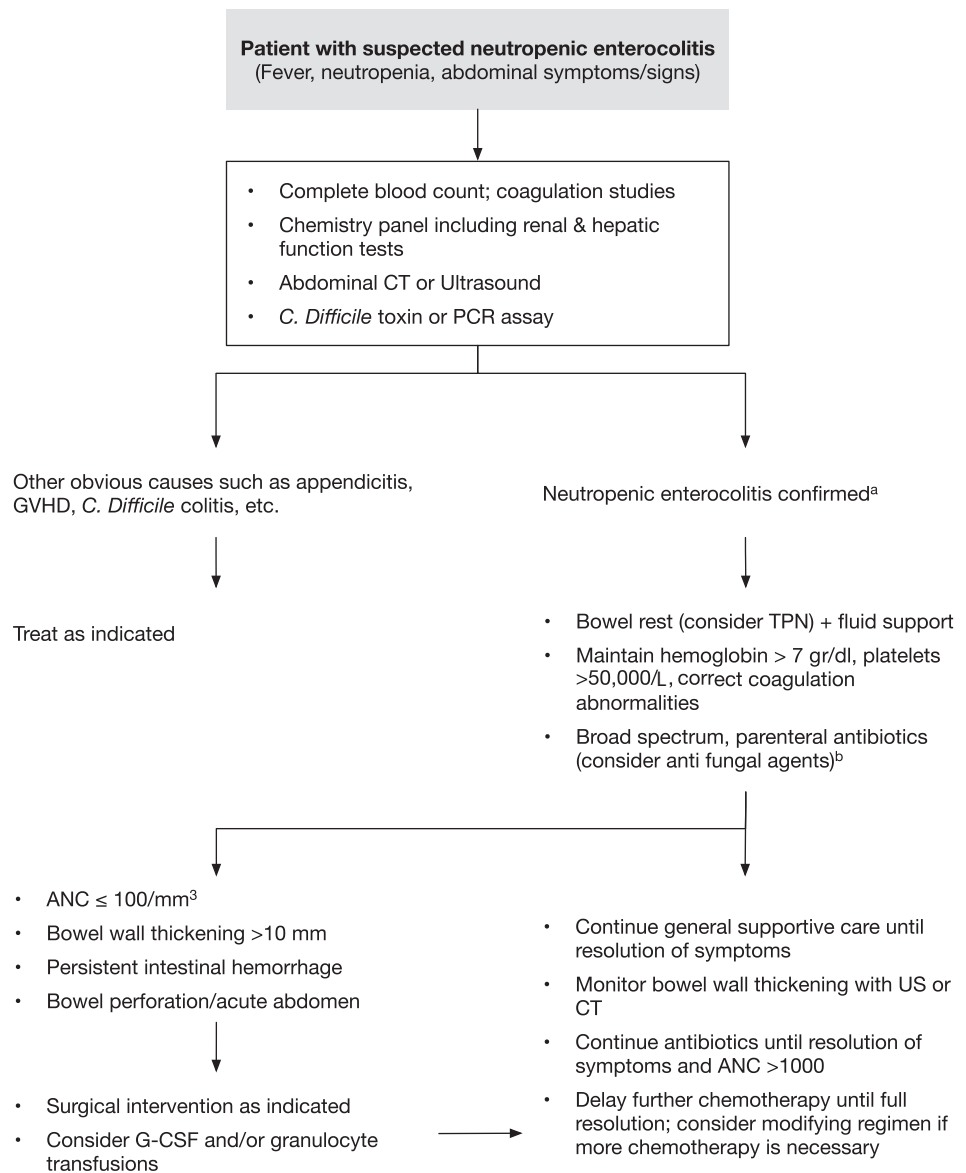 Patient with suspected neutropenic enterocolitis
(Fever, neutropenia, abdominal symptoms/signs)
• Complete blood count; coagulation studies
• Chemistry panel including renal & hepatic
function tests
• Abdominal CT or Ultrasound
• C. Difficile toxin or PCR assay
Other obvious causes such as appendicitis,
GVHD, C. Difficile colitis, etc.
Neutropenic enterocolitis confirmedᵃ
Treat as indicated
• Bowel rest (consider TPN) + fluid support
• Maintain hemoglobin > 7 gr/dl, platelets
>50,000/L, correct coagulation
abnormalities
• Broad spectrum, parenteral antibiotics
(consider anti fungal agents)ᵇ
• ANC ≤ 100/mm³
• Bowel wall thickening >10 mm
• Persistent intestinal hemorrhage
• Bowel perforation/acute abdomen
• Surgical intervention as indicated
• Consider G-CSF and/or granulocyte
transfusions
• Continue general supportive care until
resolution of symptoms
• Monitor bowel wall thickening with US or
CT
• Continue antibiotics until resolution of
symptoms and ANC >1000
• Delay further chemotherapy until full
resolution; consider modifying regimen if
more chemotherapy is necessary